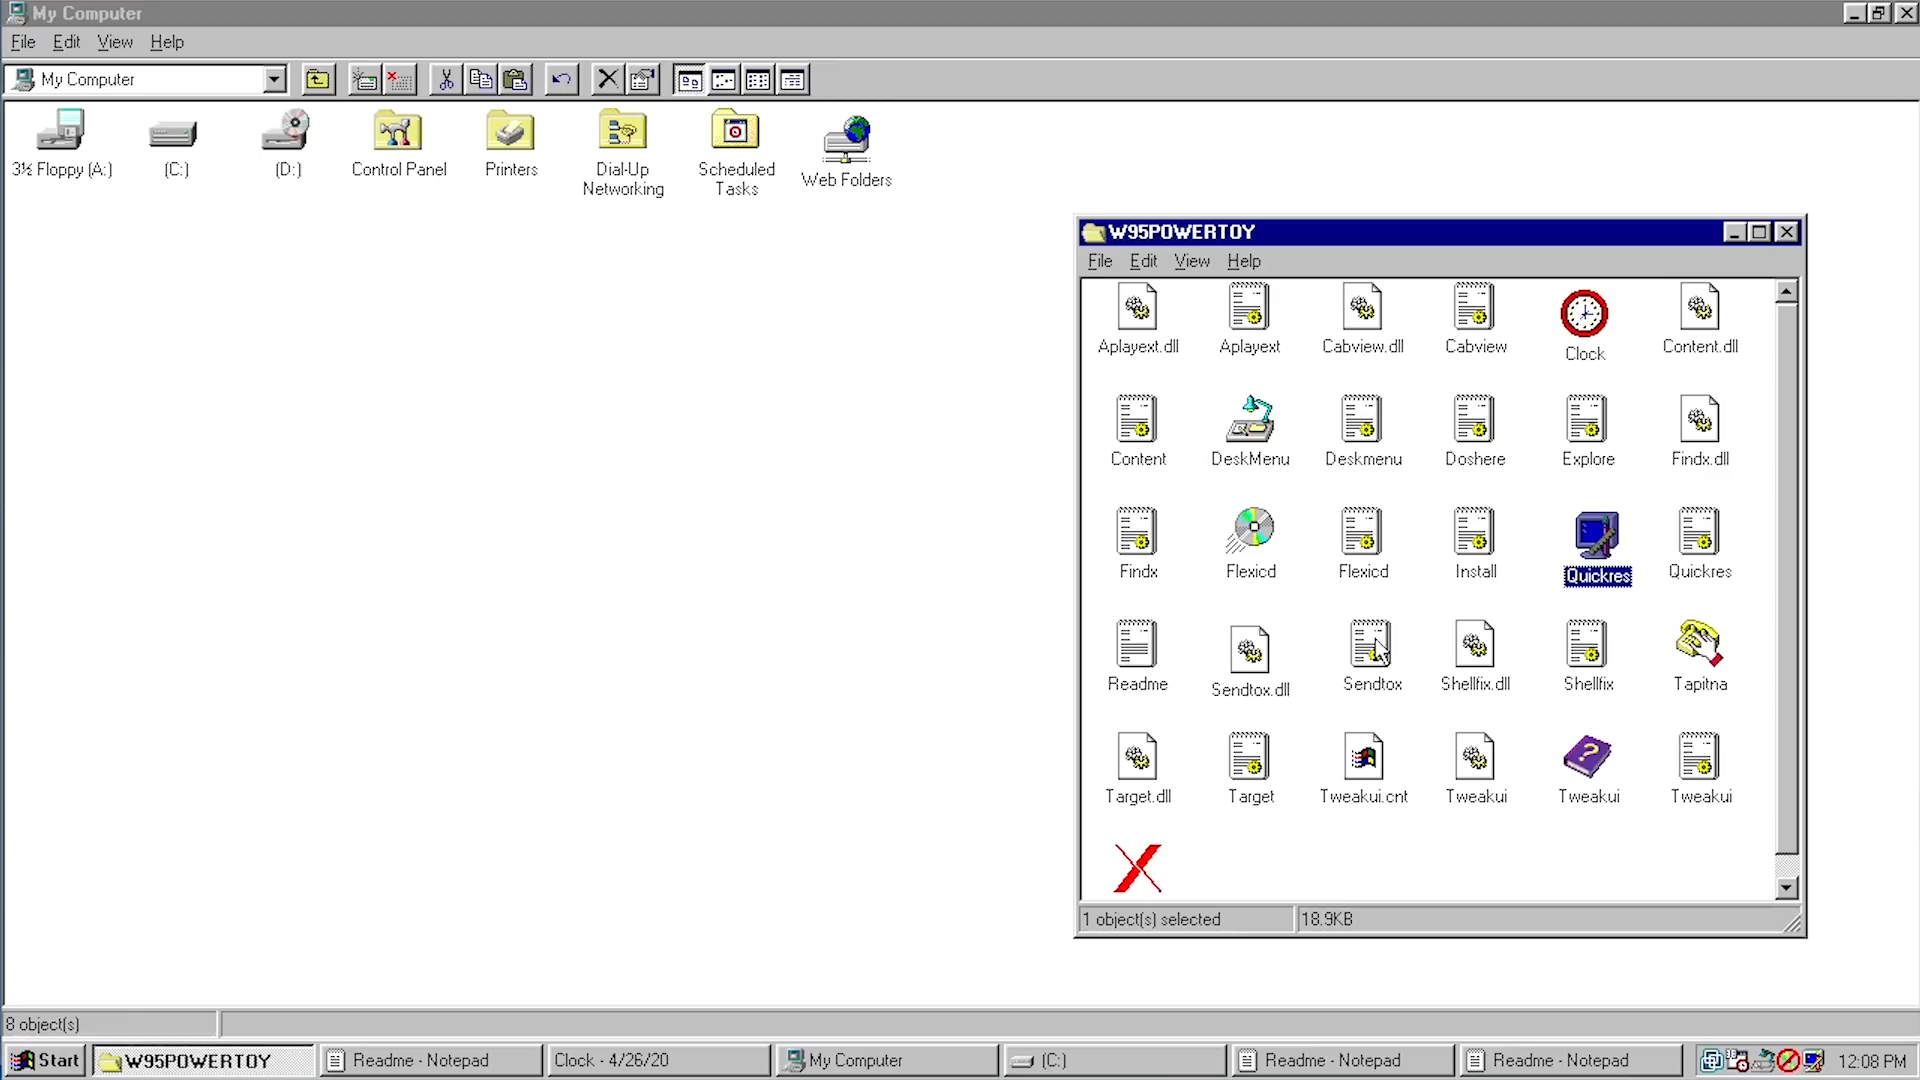 My Computer
File Edit View Help
My Computer
3½ Floppy (A:)
(C:)
(D:)
Control Panel
Printers
Dial-Up
Networking
Scheduled
Tasks
Web Folders
W95POWERTOY
File Edit View Help
Aplayext.dll
Aplayext
Cabview.dll
Cabview
Clock
Content.dll
Content
DeskMenu
Deskmenu
Doshere
Explore
Findx.dll
Findx
Flexicd
Flexicd
Install
Quickres
Quickres
Readme
Sendtox.dll
Sendtox
Shellfix.dll
Shellfix
Tapitna
Target.dll
Target
Tweakui.cnt
Tweakui
Tweakui
Tweakui
1 object(s) selected
18.9KB
8 object(s)
Start
W95POWERTOY
Readme - Notepad
Clock - 4/26/20
My Computer
(C:)
Readme - Notepad
Readme - Notepad
12:08 PM